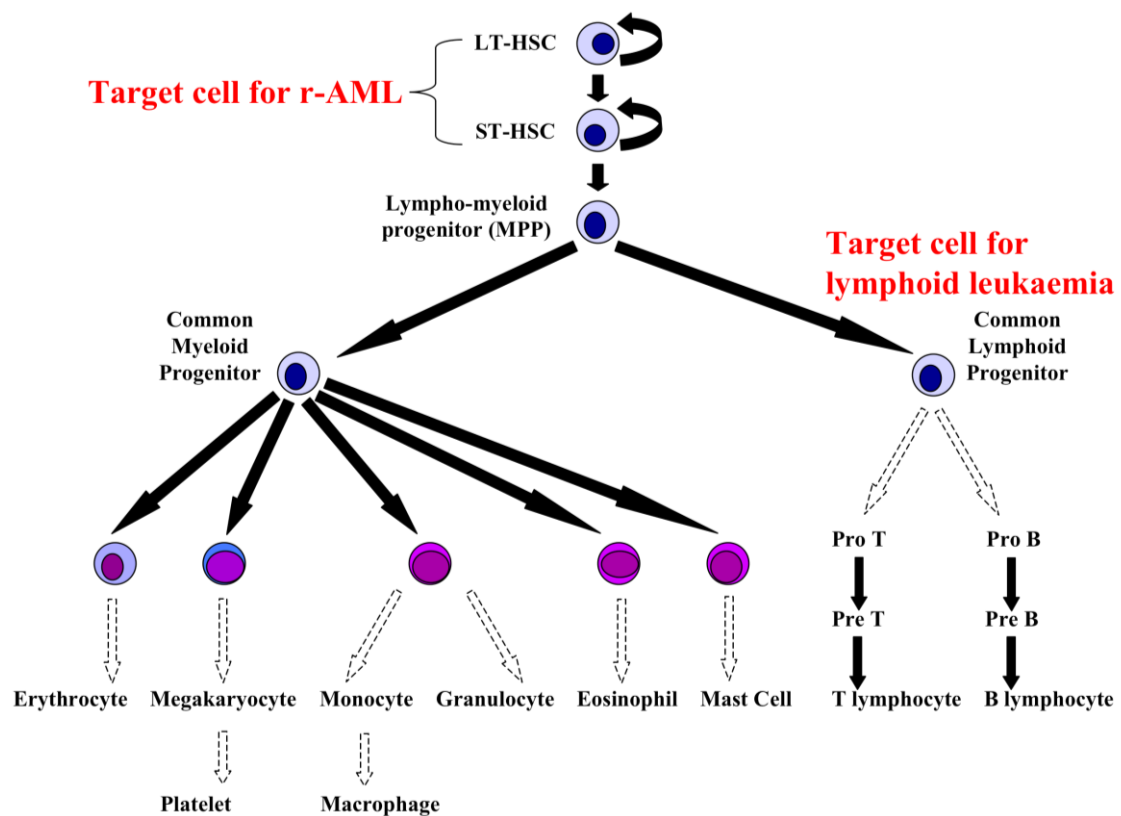 LT-HSC
Target cell for r-AML
ST-HSC
Lympho-myeloid
progenitor (MPP)
Target cell for
lymphoid leukaemia
Common
Myeloid
Progenitor
Common
Lymphoid
Progenitor
Pro T
Pro B
Pre T
Pre B
Erythrocyte
Megakaryocyte
Monocyte
Granulocyte
Eosinophil
Mast Cell
T lymphocyte
B lymphocyte
Platelet
Macrophage